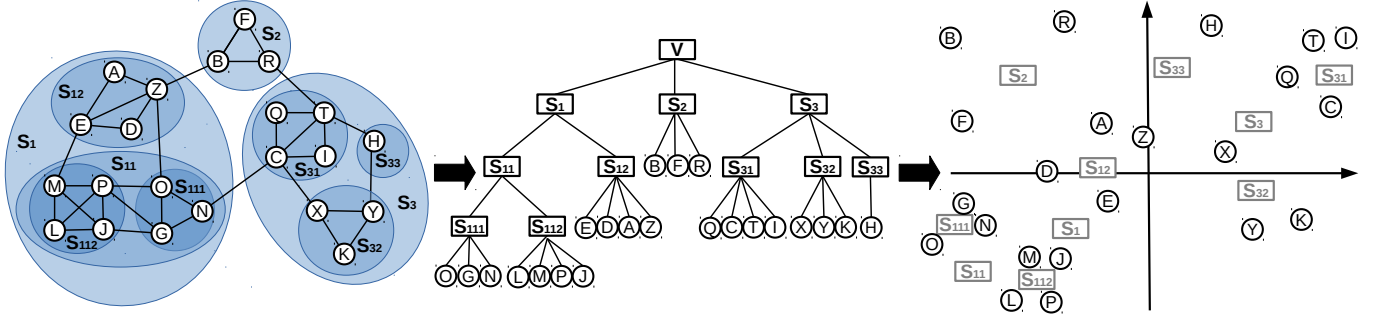 F
S2
B R
A
S12 Z
E D
S1
S11
M P O S111
N
L J S112 G
Q T
H
C I S33
S31
X Y S3
K S32
V
S1 S2 S3
S11 S12 B F R S31 S32 S33
S111 S112 E D A Z Q C T I X Y K H
O G N L M P J
R H
B T I
S2 S33 Q S31
C
F A Z S3
X
D S12
G E S32
S111 N S1 Y K
O
M J
S11 S112
L P